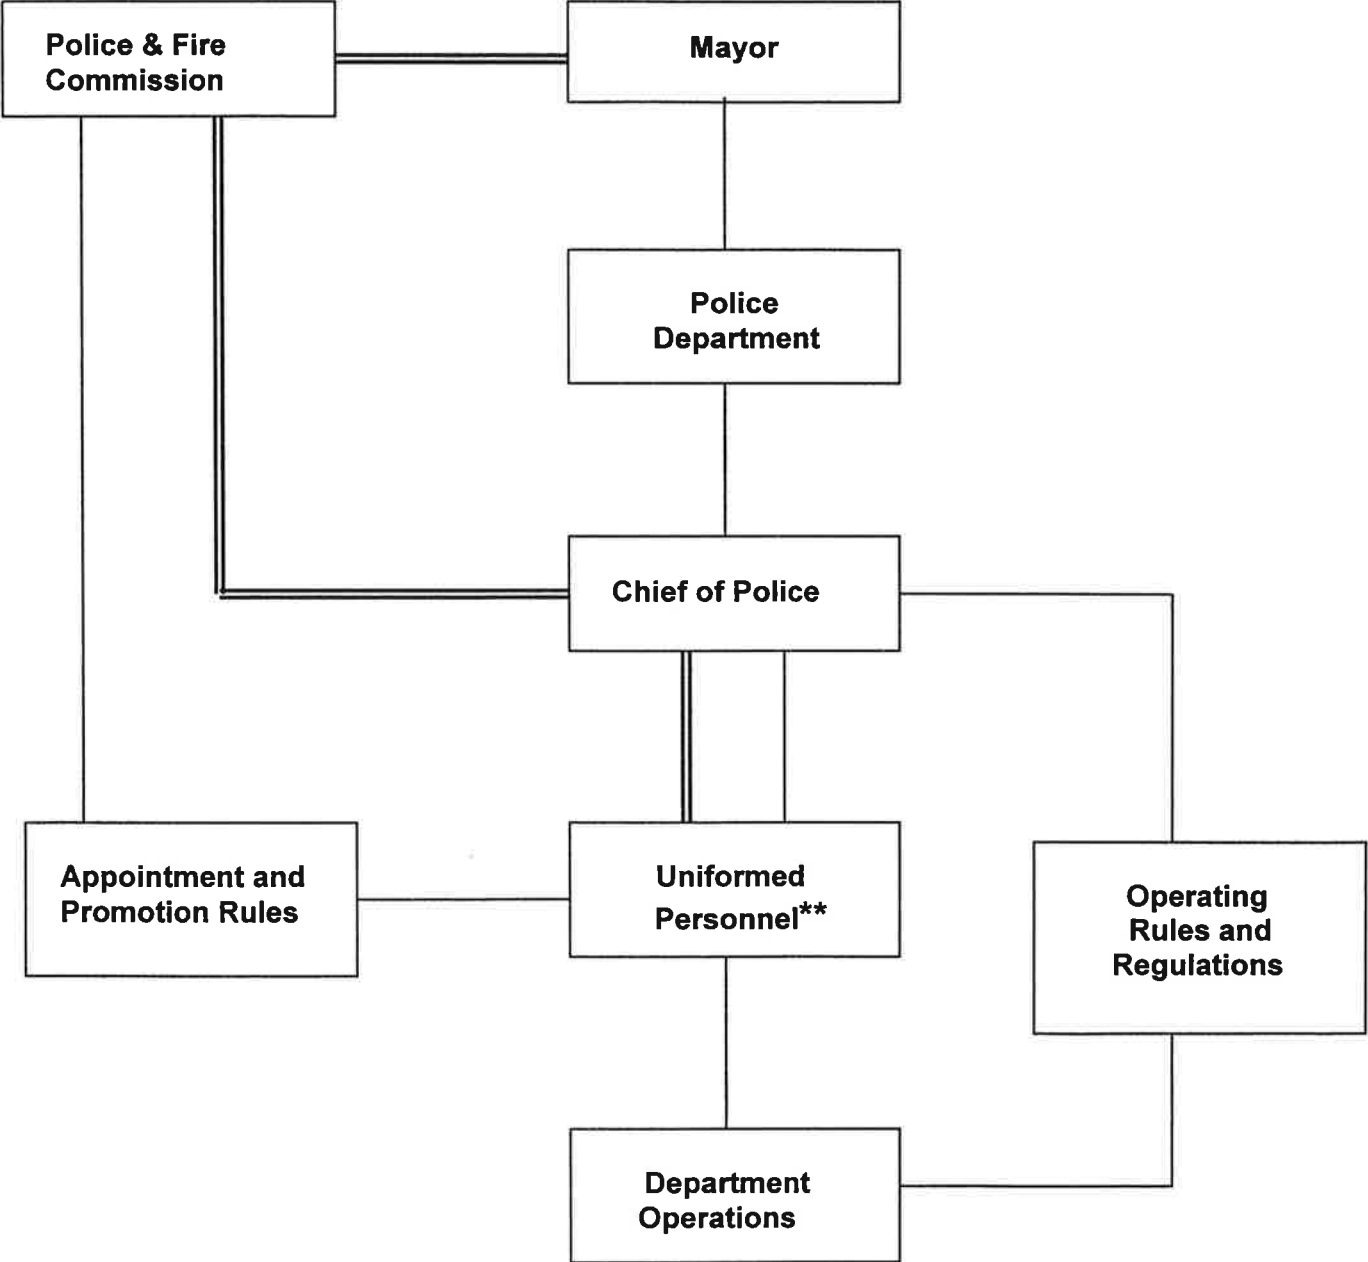 Police & Fire
Commission
Mayor
Police
Department
Chief of Police
Appointment and
Promotion Rules
Uniformed
Personnel**
Operating
Rules and
Regulations
Department
Operations